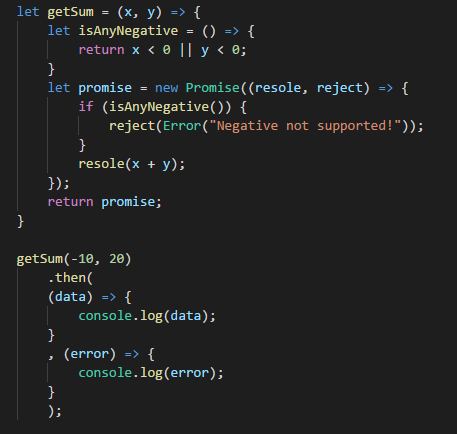 let getSum = (x, y) => {
    let isAnyNegative = () => {
        return x < 0 || y < 0;
    }
    let promise = new Promise((resole, reject) => {
        if (isAnyNegative()) {
            reject(Error("Negative not supported!"));
        }
        resole(x + y);
    });
    return promise;
}

getSum(-10, 20)
    .then(
    (data) => {
        console.log(data);
    }
    , (error) => {
        console.log(error);
    }
    );